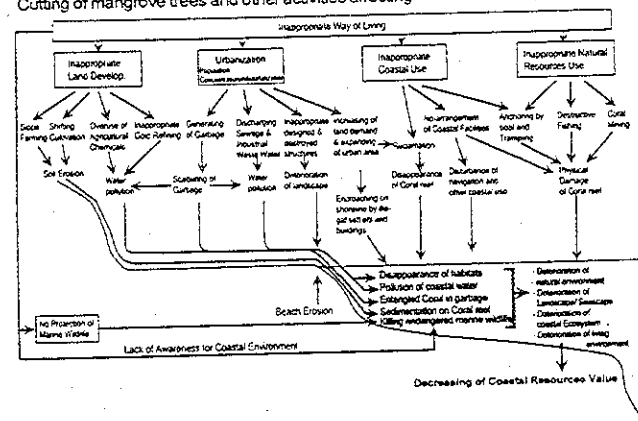 Cutting of mangrove trees and other activities affecting
Inappropriate Way of Living
Inappropriate
Land Develop.
Urbanization
Population
Inappropriate
Coastal Use
Inappropriate Natural
Resources Use
Slope
Farming
Shifting
Cultivation
Overuse of
Agricultural
Chemicals
Inappropriate
Gold Refining
Generating
of Garbage
Discharging
Sewage &
Industrial
Waste Water
Inappropriate
designed &
destroyed
structures
Increasing of
land demand
& expanding
of urban area
Reclamation
No arrangement
of Coastal Facilities
Anchoring by
boat and
Tramping
Destructive
Fishing
Coral
Mining
Soil Erosion
Water
pollution
Scattering of
Garbage
Water
pollution
Deterioration
of landscape
Encroaching on
shoreline by
settlers and
buildings
Disappearance
of Coral reef
Disturbance of
navigation and
other coastal use
Physical
Damage
of Coral reef
Disappearance of habitats
Pollution of coastal water
Entangled Coral in garbage
Sedimentation on Coral reef
Killing endangered marine wildlife
- Deterioration of
natural environment
- Deterioration of
Landscape/ Seascape
- Deterioration of
coastal Ecosystem
- Deterioration of living
environment
Beach Erosion
No Protection of
Marine Wildlife
Lack of Awareness for Coastal Environment
Decreasing of Coastal Resources Value